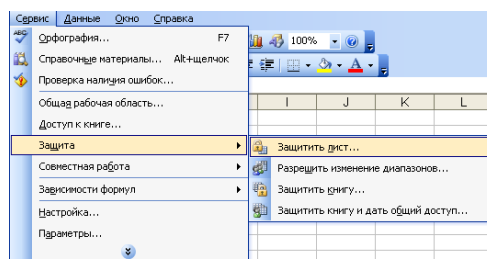 Сервис Данные Окно Справка
Орфография... F7
100%
Справочные материалы... Alt+щелчок
Проверка наличия ошибок...
Общая рабочая область...
I J K L
Доступ к книге...
Защита
Защитить лист...
Совместная работа
Разрешить изменение диапазонов...
Зависимости формул
Защитить книгу...
Настройка...
Защитить книгу и дать общий доступ...
Параметры...